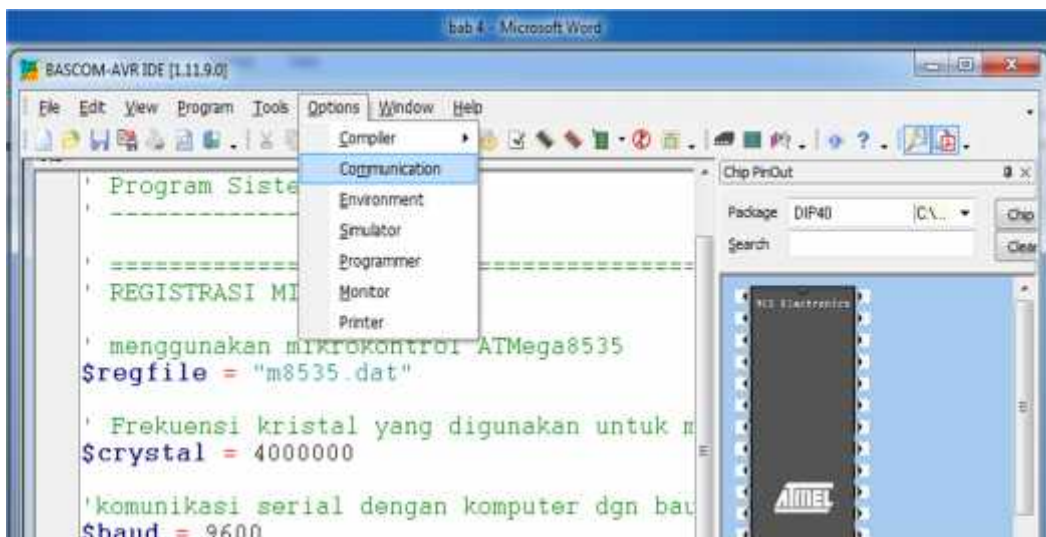 bab 4 - Microsoft Word
BASCOM-AVR IDE [1.11.9.0]
File Edit View Program Tools Options Window Help
Compiler
Communication
Environment
Simulator
Programmer
Monitor
Printer
' Program Siste
' ------------
' =====================================
' REGISTRASI MI
' menggunakan mikrokontrol ATMega8535
$regfile = "m8535.dat"
' Frekuensi kristal yang digunakan untuk m
$crystal = 4000000
'komunikasi serial dengan komputer dgn bau
$baud = 9600
Chip PinOut
Package DIP40 C:\... Chip
Search Clear
MCS Electronics
ATMEL